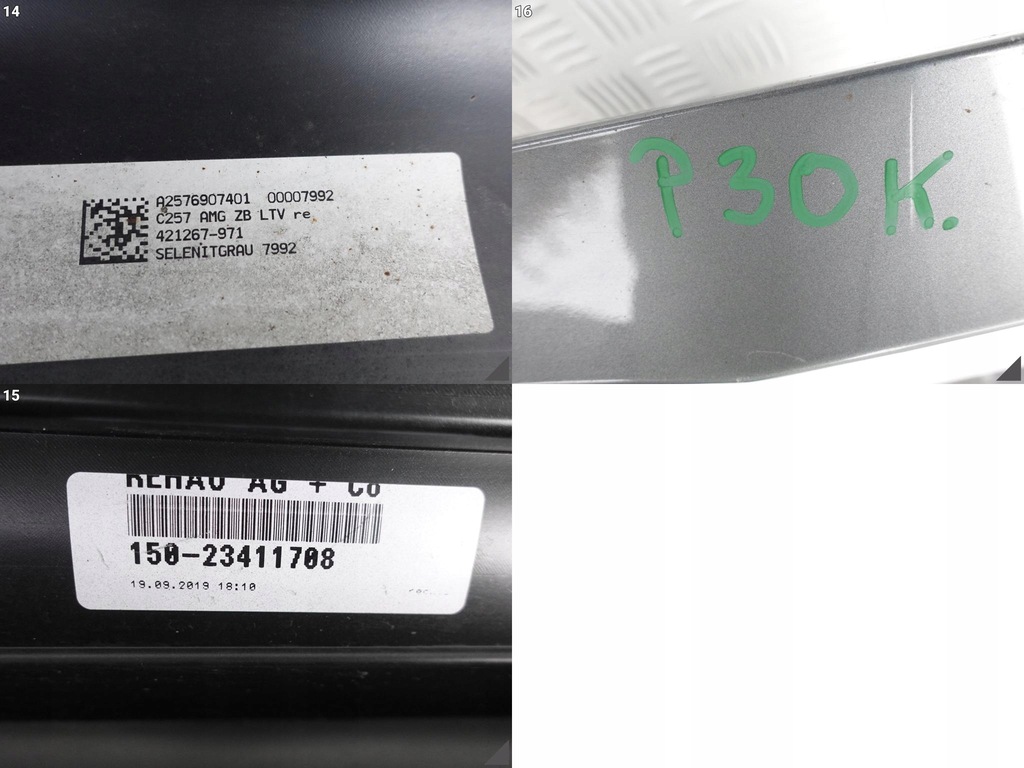 14
A2576907401 00007992
C257 AMG ZB LTV re
421267-971
SELENITGRAU 7992
16
P30K.
15
REHAU AG + Co
150-23411708
19.09.2019 18:10